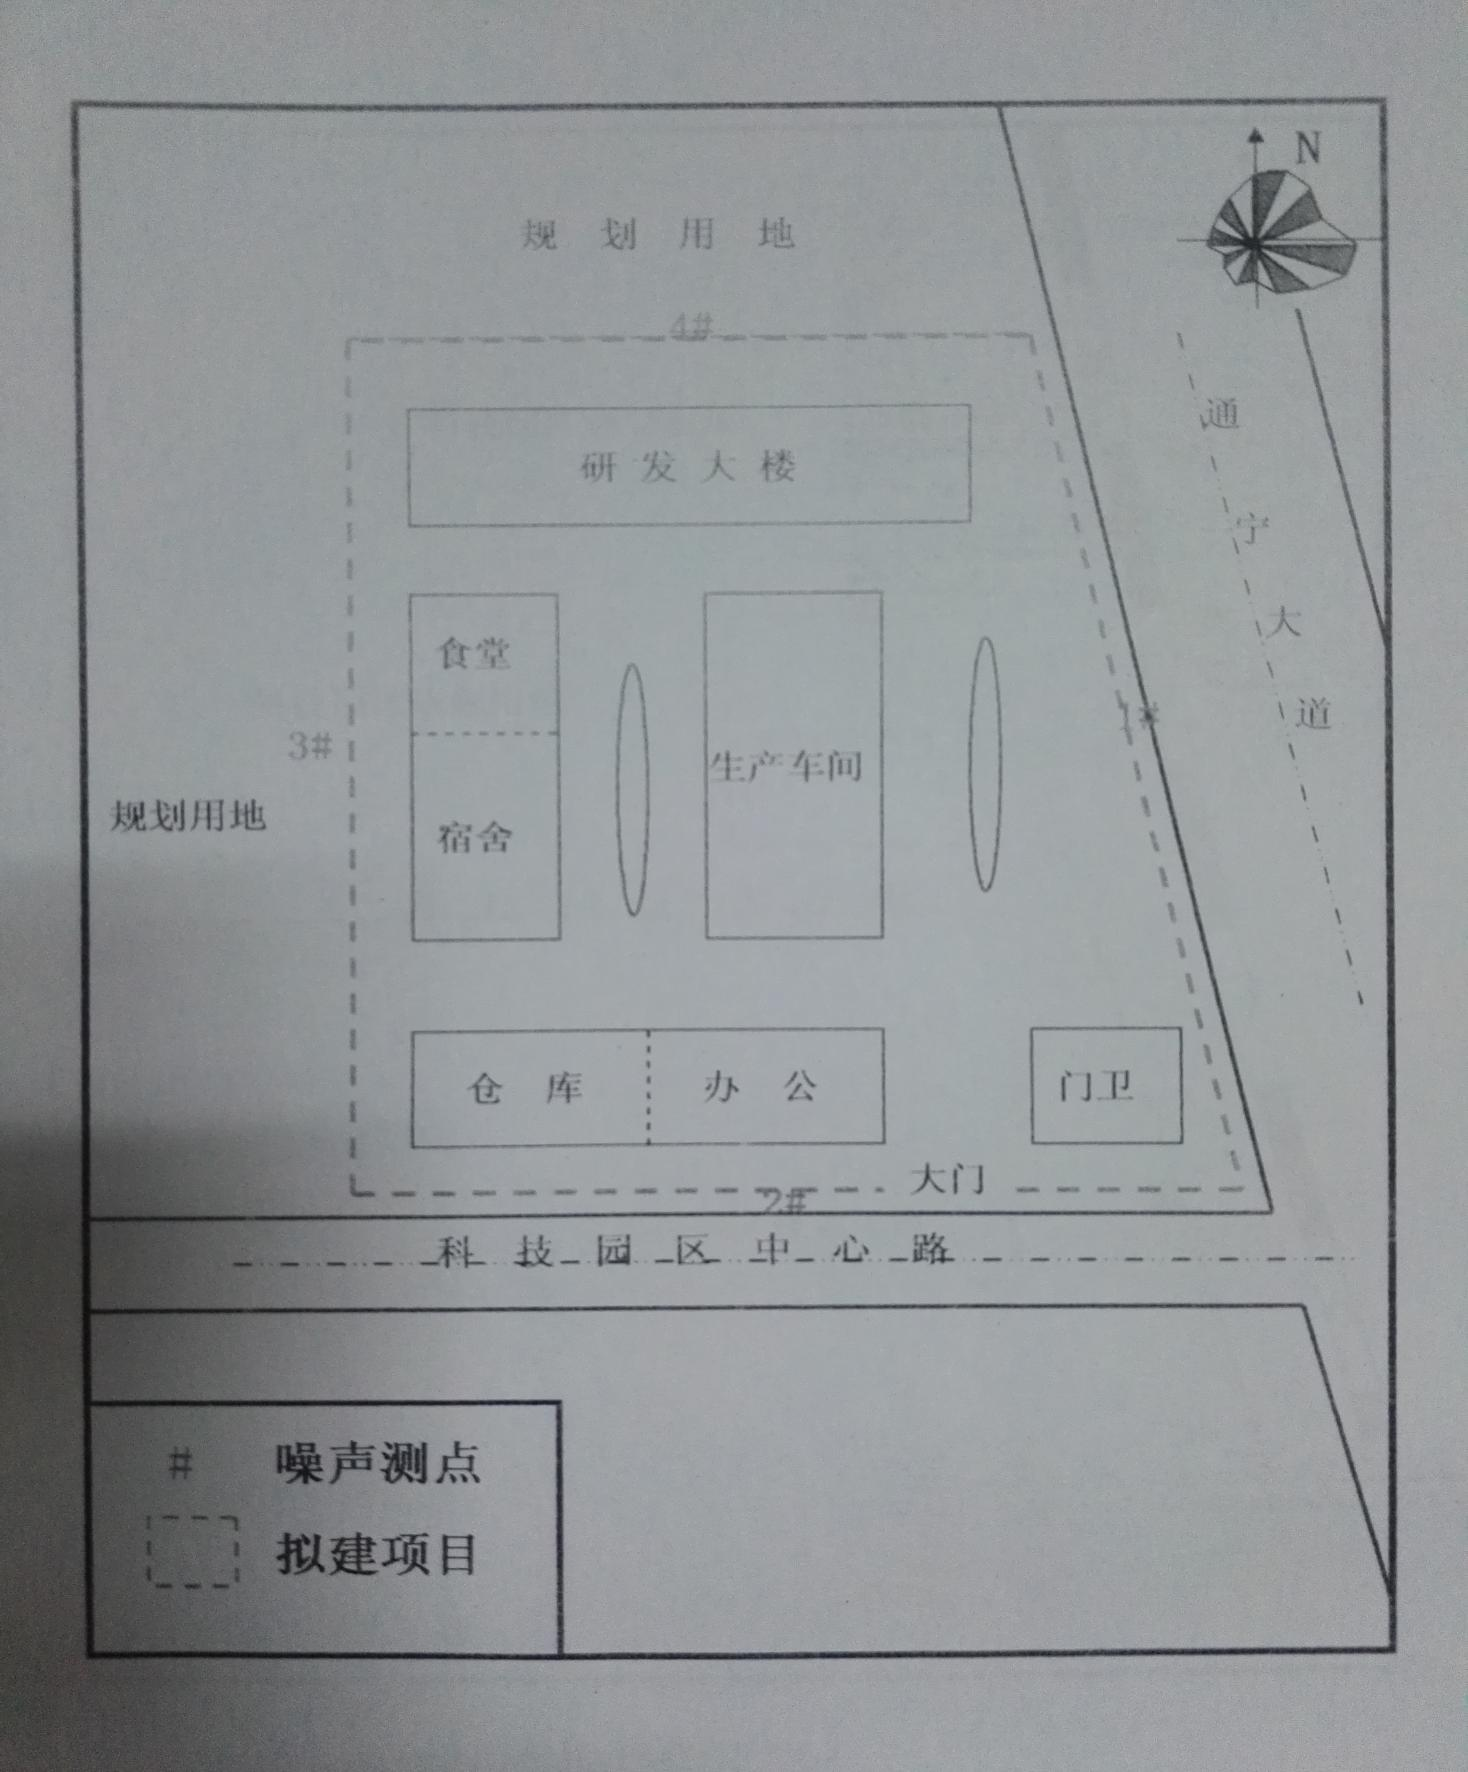 N
规划用地
4#
通宁大道
研发大楼
食堂
3#
生产车间
1#
规划用地
宿舍
仓库
办公
门卫
大门
2#
科技园区中心路
# 噪声测点
拟建项目